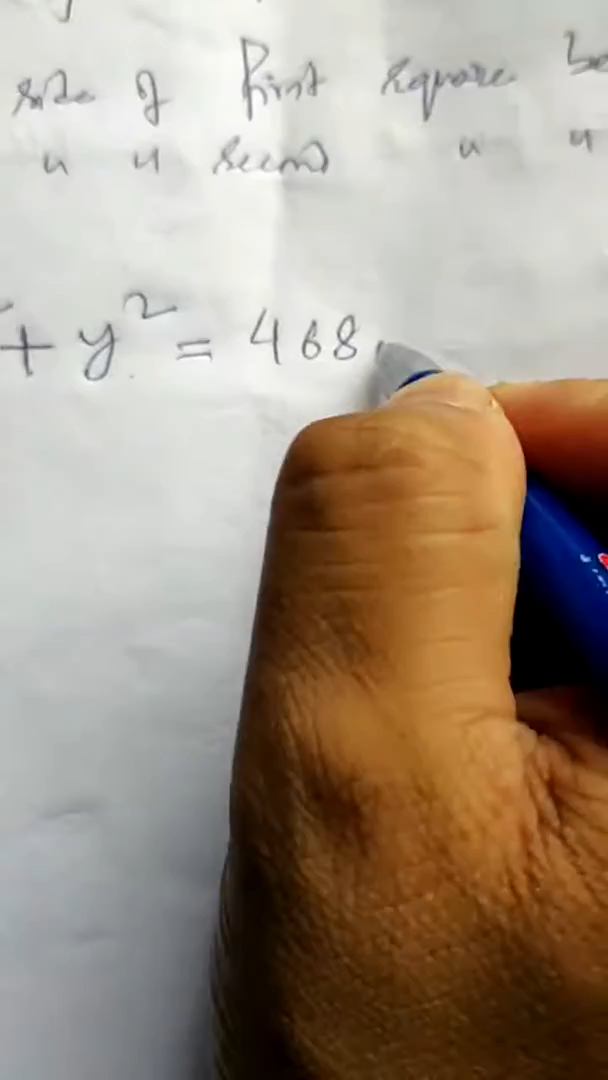 side of first square be
" " second " "
+ y² = 468